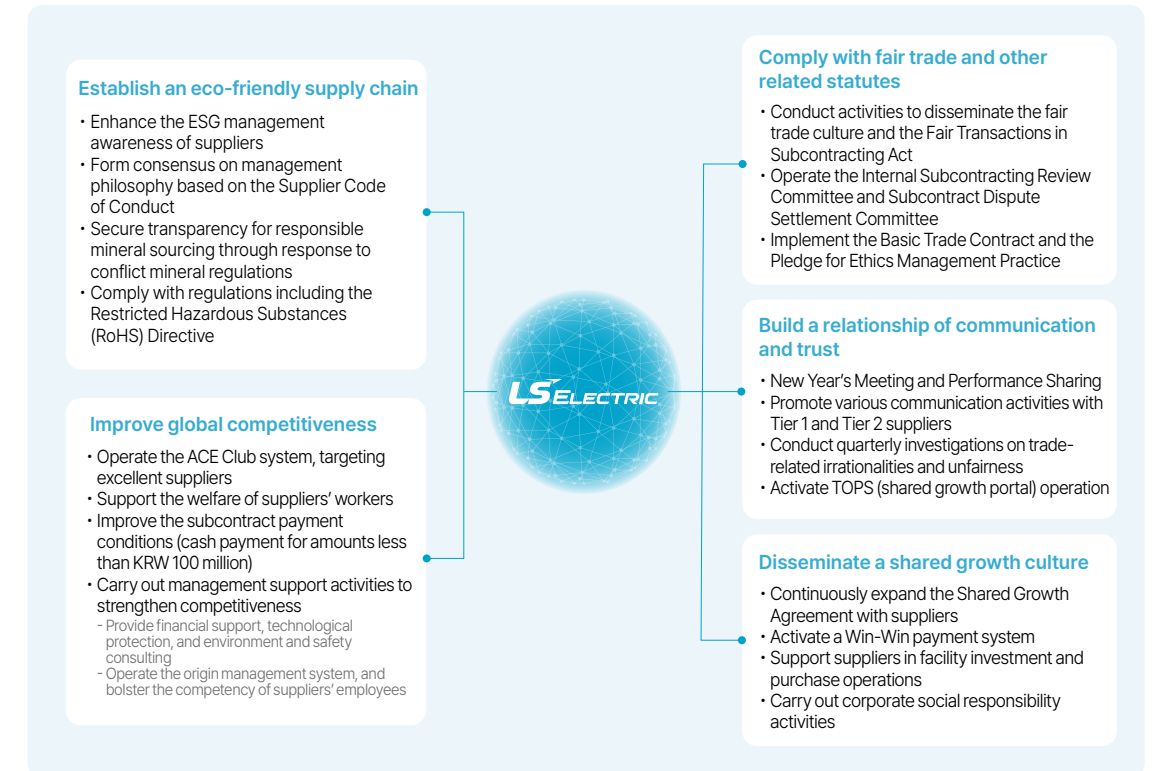 Establish an eco-friendly supply chain
· Enhance the ESG management
awareness of suppliers
· Form consensus on management
philosophy based on the Supplier Code
of Conduct
· Secure transparency for responsible
mineral sourcing through response to
conflict mineral regulations
· Comply with regulations including the
Restricted Hazardous Substances
(RoHS) Directive
Improve global competitiveness
· Operate the ACE Club system, targeting
excellent suppliers
· Support the welfare of suppliers’ workers
· Improve the subcontract payment
conditions (cash payment for amounts less
than KRW 100 million)
· Carry out management support activities to
strengthen competitiveness
- Provide financial support, technological
protection, and environment and safety
consulting
- Operate the origin management system, and
bolster the competency of suppliers’ employees
LS ELECTRIC
Comply with fair trade and other
related statutes
· Conduct activities to disseminate the fair
trade culture and the Fair Transactions in
Subcontracting Act
· Operate the Internal Subcontracting Review
Committee and Subcontract Dispute
Settlement Committee
· Implement the Basic Trade Contract and the
Pledge for Ethics Management Practice
Build a relationship of communication
and trust
· New Year’s Meeting and Performance Sharing
· Promote various communication activities with
Tier 1 and Tier 2 suppliers
· Conduct quarterly investigations on trade-
related irrationalities and unfairness
· Activate TOPS (shared growth portal) operation
Disseminate a shared growth culture
· Continuously expand the Shared Growth
Agreement with suppliers
· Activate a Win-Win payment system
· Support suppliers in facility investment and
purchase operations
· Carry out corporate social responsibility
activities